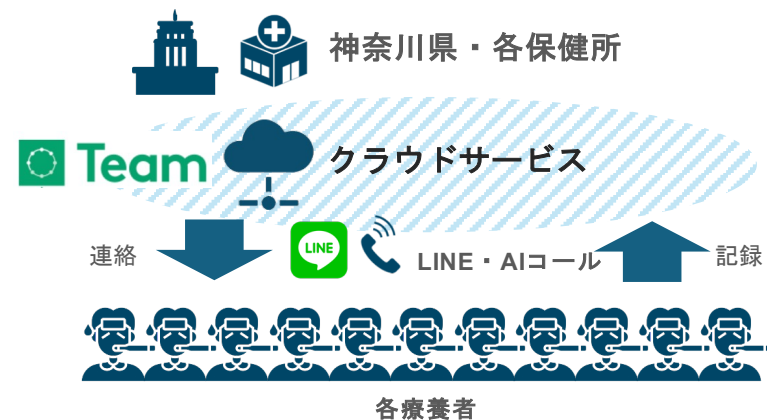 神奈川県・各保健所
Team
クラウドサービス
連絡
LINE
LINE・AIコール
記録
各療養者